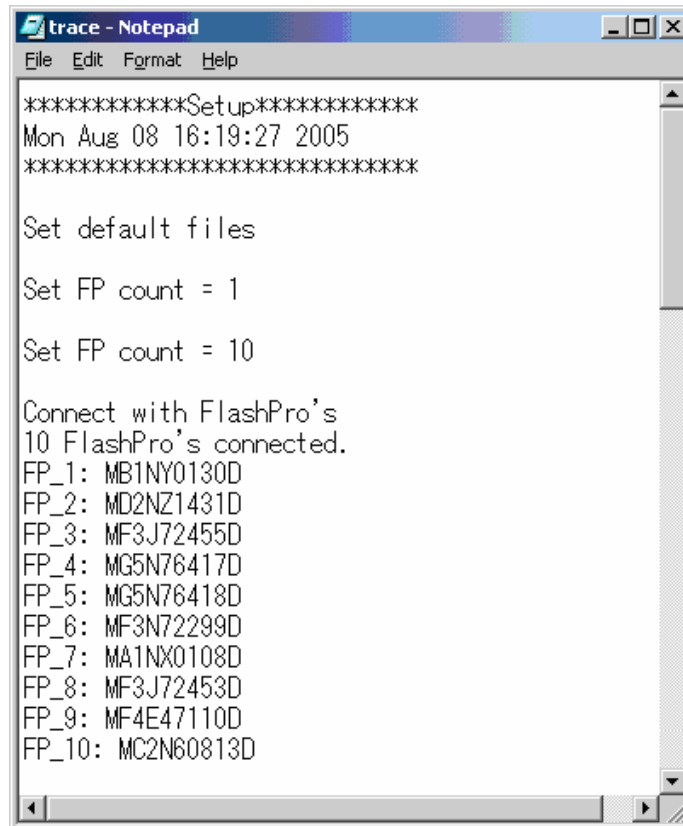 trace - Notepad
File Edit Format Help
************Setup************
Mon Aug 08 16:19:27 2005
*****************************
Set default files
Set FP count = 1
Set FP count = 10
Connect with FlashPro's
10 FlashPro's connected.
FP_1: MB1NY0130D
FP_2: MD2NZ1431D
FP_3: MF3J72455D
FP_4: MG5N76417D
FP_5: MG5N76418D
FP_6: MF3N72299D
FP_7: MA1NX0108D
FP_8: MF3J72453D
FP_9: MF4E47110D
FP_10: MC2N60813D